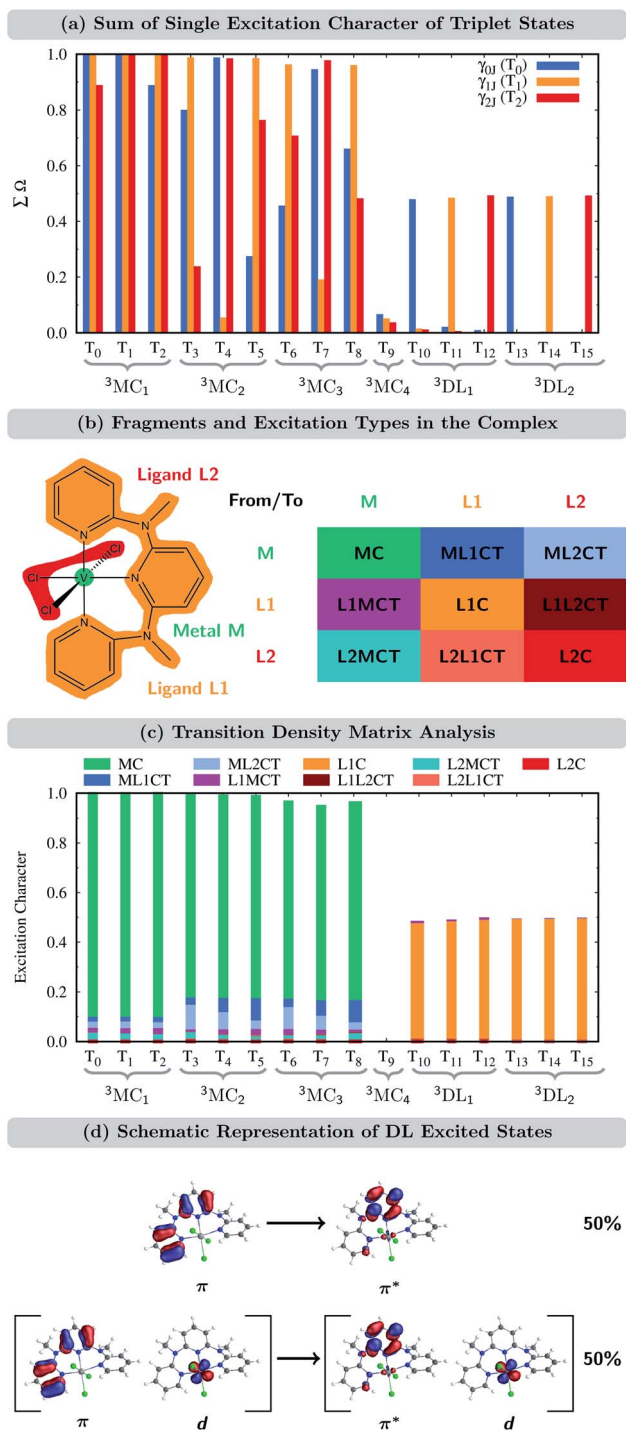 (a) Sum of Single Excitation Character of Triplet States
1.0
0.8
0.6
0.4
0.2
0.0
Σ Ω
γ₀J (T₀)
γ₁J (T₁)
γ₂J (T₂)
T₀ T₁ T₂ T₃ T₄ T₅ T₆ T₇ T₈ T₉ T₁₀ T₁₁ T₁₂ T₁₃ T₁₄ T₁₅
³MC₁ ³MC₂ ³MC₃ ³MC₄ ³DL₁ ³DL₂
(b) Fragments and Excitation Types in the Complex
Ligand L2
N
N
Cl
Cl
V
N
Cl
N
N
Metal M
Ligand L1
From/To M L1 L2
M MC ML1CT ML2CT
L1 L1MCT L1C L1L2CT
L2 L2MCT L2L1CT L2C
(c) Transition Density Matrix Analysis
MC ML2CT L1C L2MCT L2C
ML1CT L1MCT L1L2CT L2L1CT
1.0
0.8
0.6
0.4
0.2
0.0
Excitation Character
T₀ T₁ T₂ T₃ T₄ T₅ T₆ T₇ T₈ T₉ T₁₀ T₁₁ T₁₂ T₁₃ T₁₄ T₁₅
³MC₁ ³MC₂ ³MC₃ ³MC₄ ³DL₁ ³DL₂
(d) Schematic Representation of DL Excited States
50%
π π*
50%
π d π* d